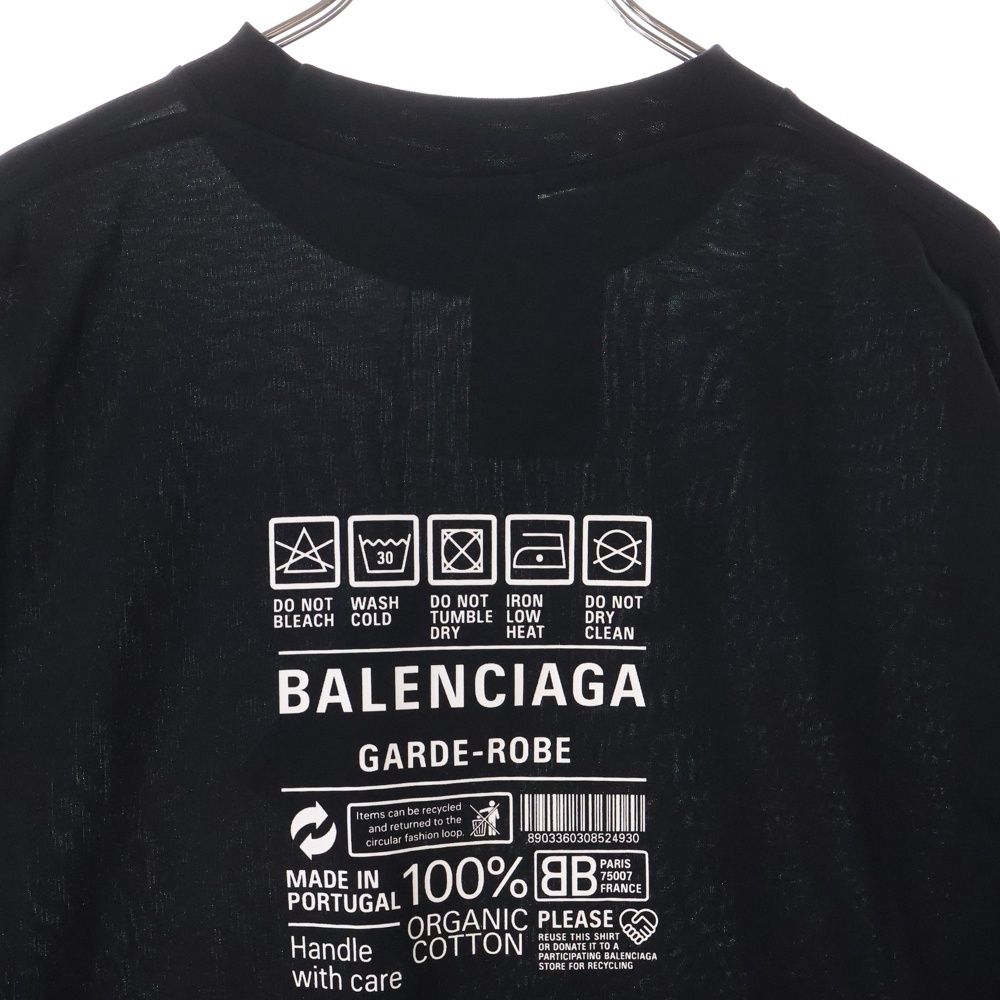 30
DO NOT
BLEACH
WASH
COLD
DO NOT
TUMBLE
DRY
IRON
LOW
HEAT
DO NOT
DRY
CLEAN
BALENCIAGA
GARDE-ROBE
Items can be recycled
and returned to the
circular fashion loop.
8903360308524930
MADE IN
PORTUGAL
100%
ORGANIC
COTTON
BB
PARIS
75007
FRANCE
Handle
with care
PLEASE
REUSE THIS SHIRT
OR DONATE IT TO A
PARTICIPATING BALENCIAGA
STORE FOR RECYCLING